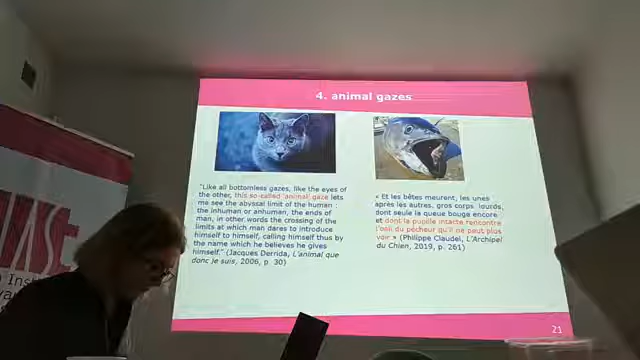 4. animal gazes
"Like all bottomless gazes, like the eyes of
the other, this so-called 'animal' gaze lets
me see the abyssal limit of the human :
the inhuman or anhuman, the ends of
man, in other words the crossing of the
limits at which man dares to introduce
himself to himself, calling himself thus by
the name which he believes he gives
himself." (Jacques Derrida, L'animal que
donc je suis, 2006, p. 30)
« Et les bêtes meurent, les unes
après les autres, gros corps lourds,
dont seule la queue bouge encore
et dont la pupille intacte rencontre
l'œil du pêcheur qu'il ne peut plus
voir » (Philippe Claudel, L'Archipel
du Chien, 2019, p. 261)
21